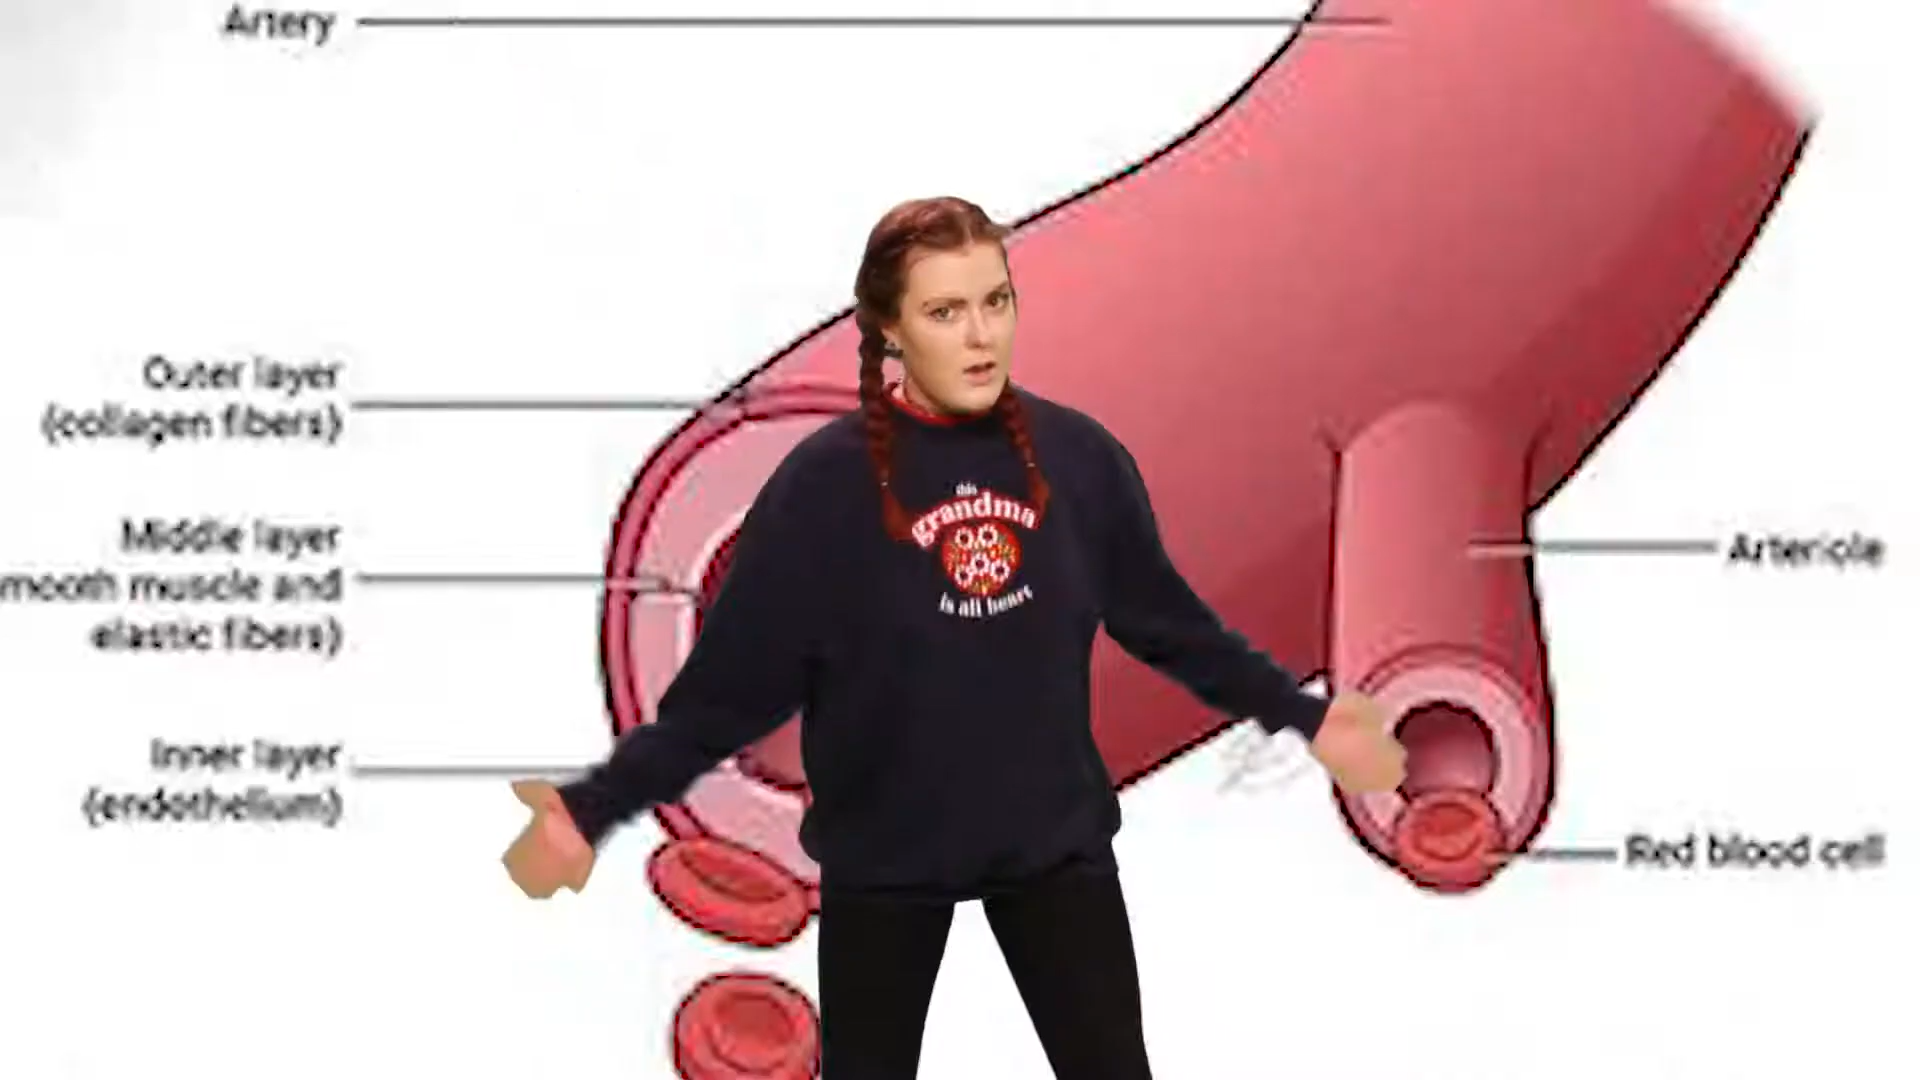 Artery
Outer layer
(collagen fibers)
Middle layer
mooth muscle and
elastic fibers)
Inner layer
(endothelium)
this
grandma
is all heart
Arteriole
Red blood cell